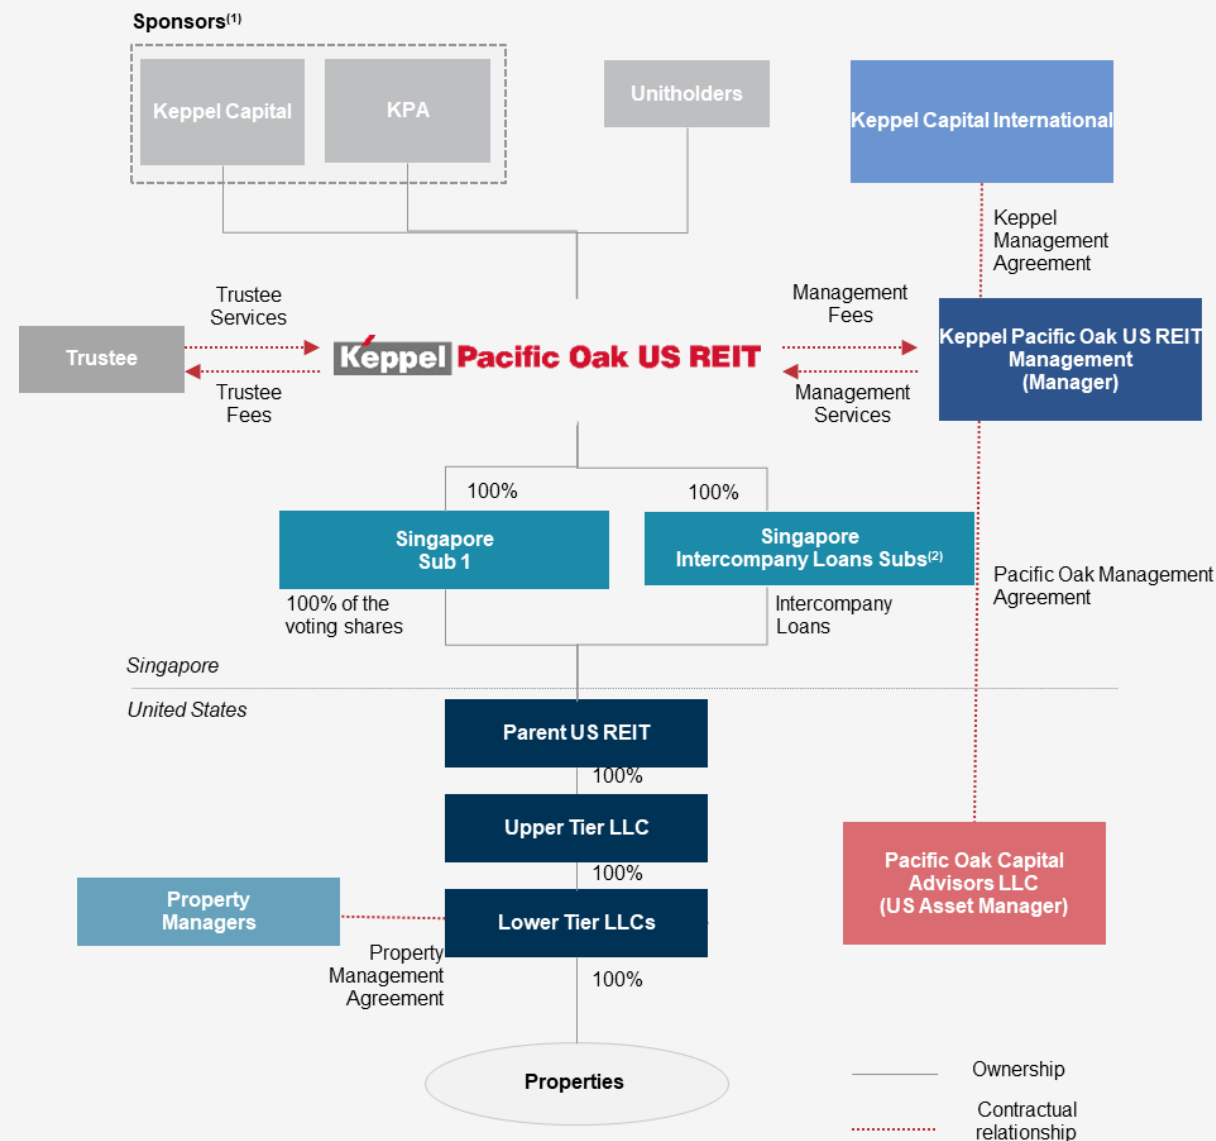 Sponsors(1)
Keppel Capital
KPA
Unitholders
Keppel Capital International
Keppel
Management
Agreement
Trustee
Services
Management
Fees
Trustee
Keppel Pacific Oak US REIT
Keppel Pacific Oak US REIT
Management
(Manager)
Trustee
Fees
Management
Services
100%
100%
Singapore
Sub 1
Singapore
Intercompany Loans Subs(2)
Pacific Oak Management
Agreement
100% of the
voting shares
Intercompany
Loans
Singapore
United States
Parent US REIT
100%
Upper Tier LLC
100%
Pacific Oak Capital
Advisors LLC
(US Asset Manager)
Property
Managers
Lower Tier LLCs
Property
Management
Agreement
100%
Properties
Ownership
Contractual
relationship